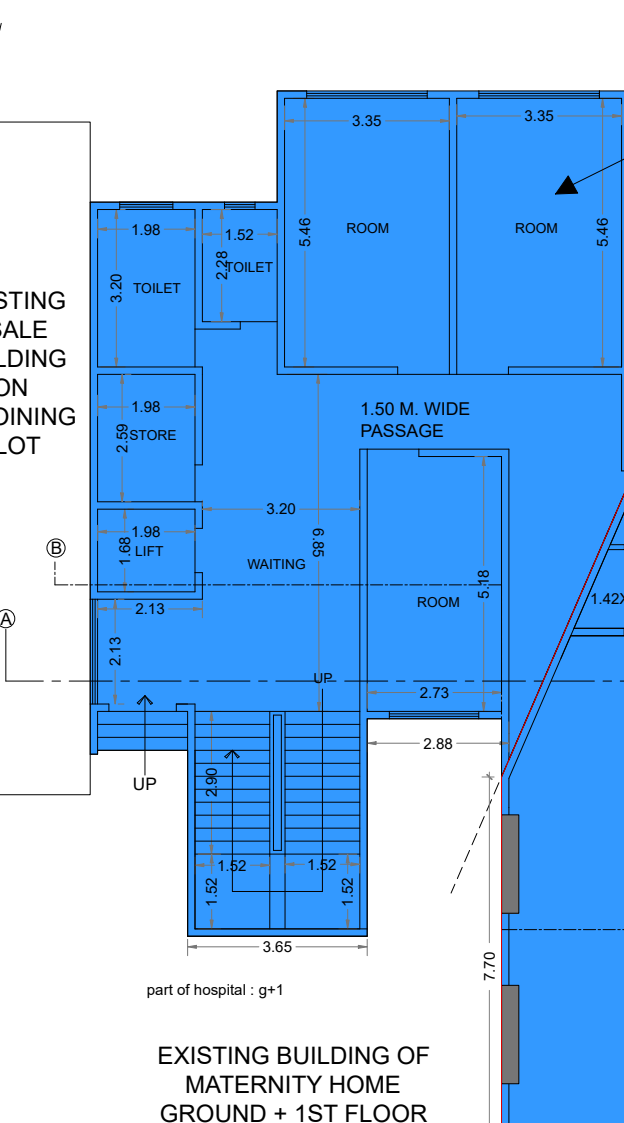 3.35
3.35
5.46
ROOM
ROOM
5.46
1.98
1.52
2.28
TOILET
3.20
TOILET
1.50 M. WIDE
PASSAGE
1.98
2.59
STORE
3.20
6.85
1.98
1.68
LIFT
B
WAITING
5.18
ROOM
2.13
A
2.13
UP
2.73
2.88
UP
2.90
1.52
1.52
1.52
1.52
3.65
7.70
part of hospital : g+1
EXISTING BUILDING OF
MATERNITY HOME
GROUND + 1ST FLOOR
SALE
ON
LOT
1.42X